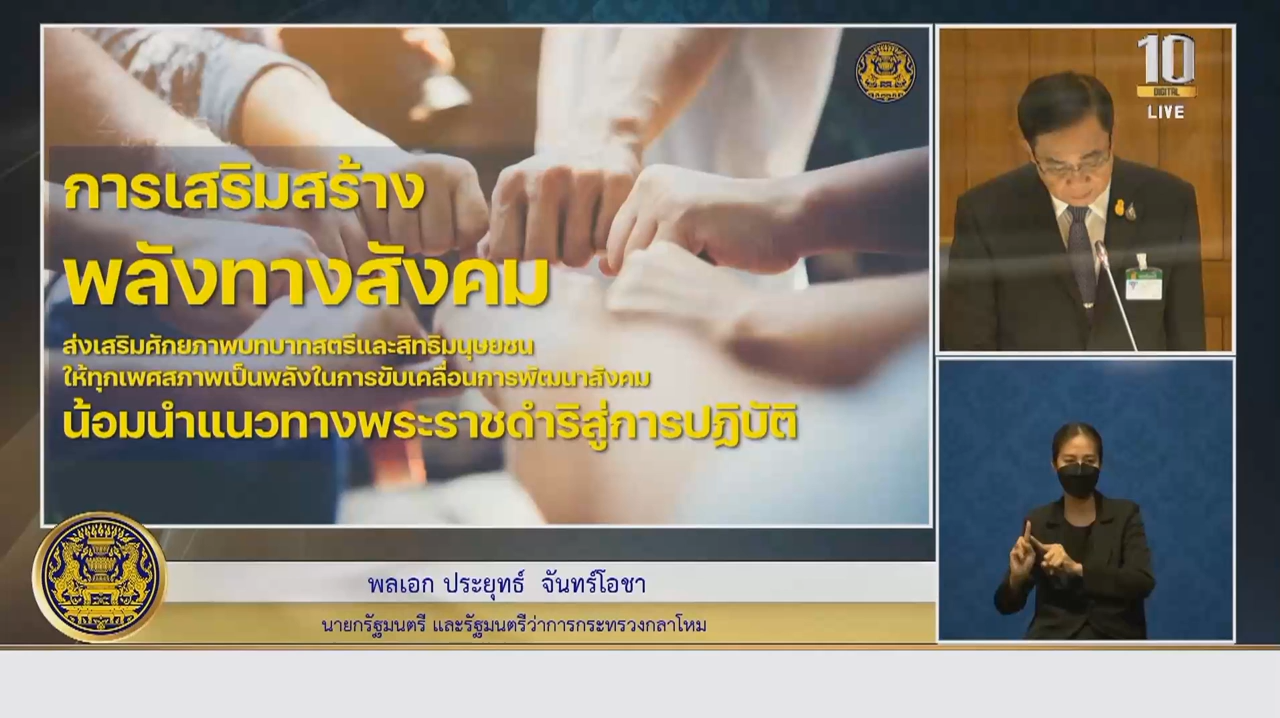 การเสริมสร้าง
พลังทางสังคม
ส่งเสริมศักยภาพบทบาทสตรีและสิทธิมนุษยชน
ให้ทุกเพศสภาพเป็นพลังในการขับเคลื่อนการพัฒนาสังคม
น้อมนำแนวทางพระราชดำริสู่การปฏิบัติ
10
DIGITAL
LIVE
พลเอก ประยุทธ์ จันทร์โอชา
นายกรัฐมนตรี และรัฐมนตรีว่าการกระทรวงกลาโหม